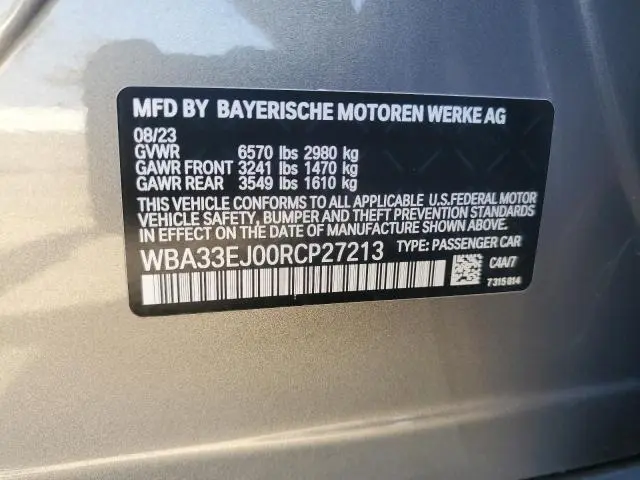 MFD BY BAYERISCHE MOTOREN WERKE AG
08/23
GVWR 6570 lbs 2980 kg
GAWR FRONT 3241 lbs 1470 kg
GAWR REAR 3549 lbs 1610 kg
THIS VEHICLE CONFORMS TO ALL APPLICABLE U.S.FEDERAL MOTOR
VEHICLE SAFETY, BUMPER AND THEFT PREVENTION STANDARDS
IN EFFECT ON THE DATE OF MANUFACTURE SHOWN ABOVE.
WBA33EJ00RCP27213 TYPE: PASSENGER CAR
C4A/7
7315814